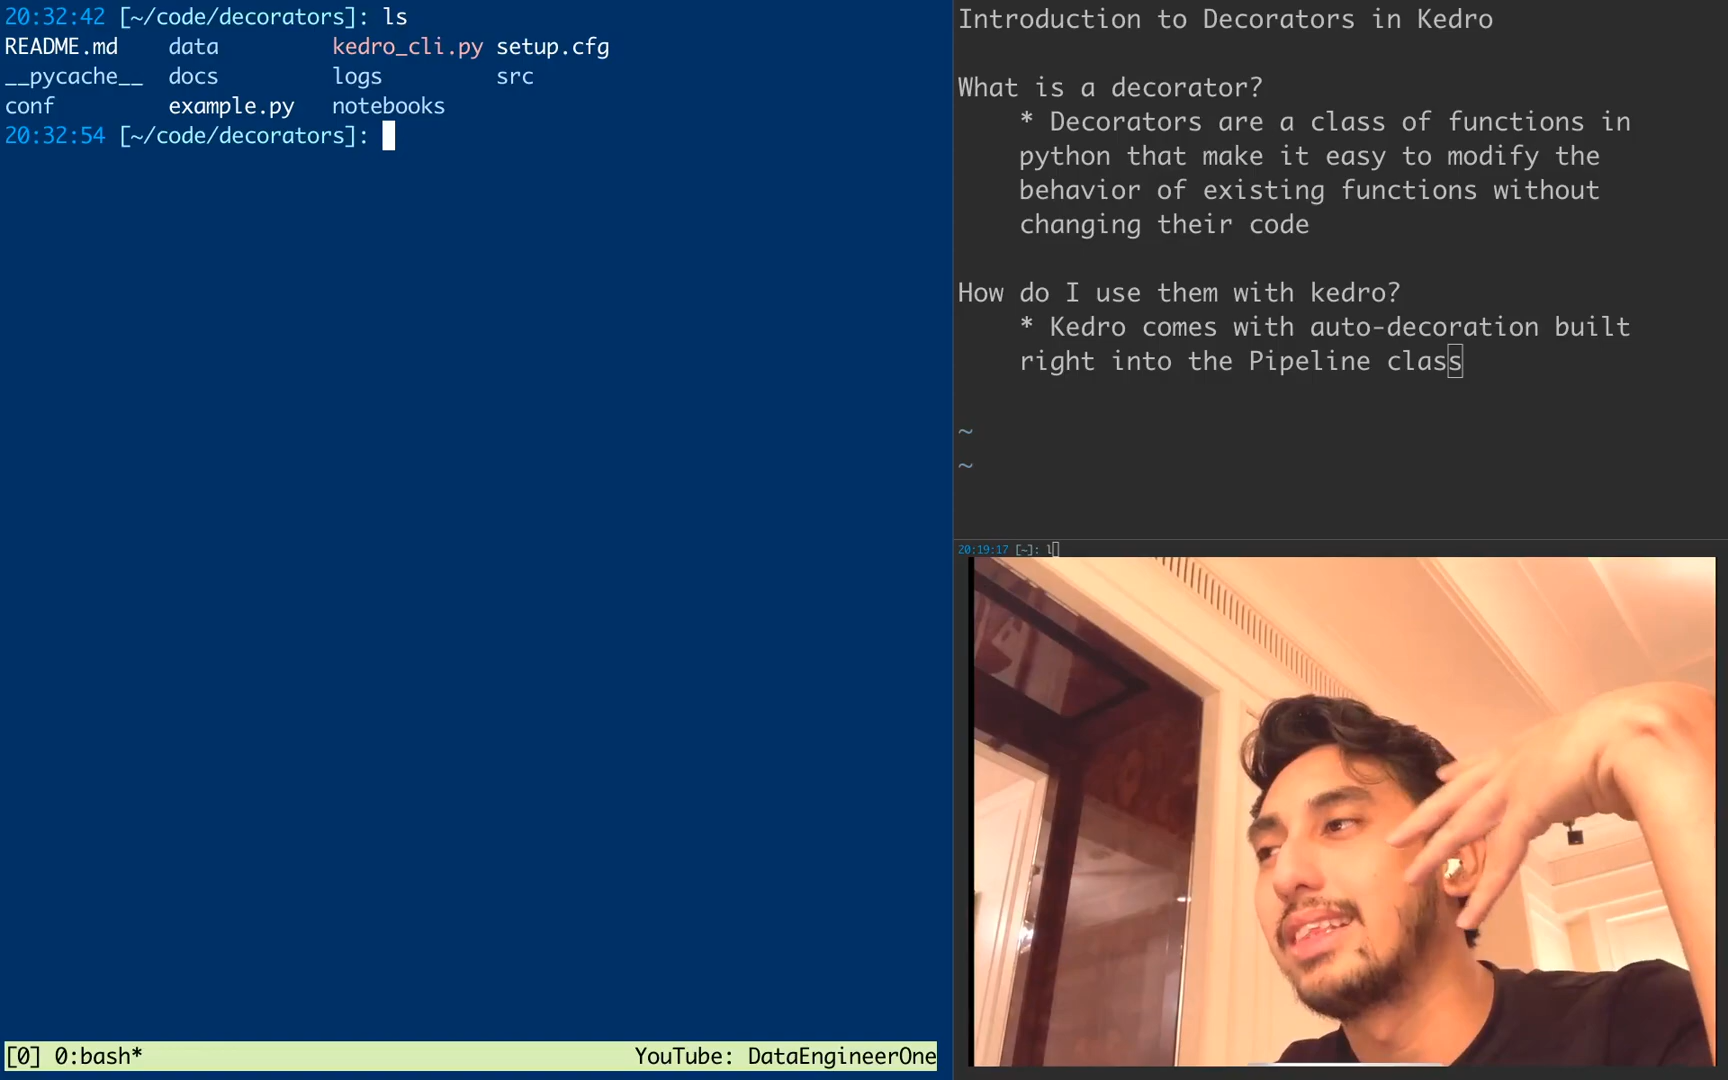 20:32:42 [~/code/decorators]: ls
README.md data kedro_cli.py setup.cfg
__pycache__ docs logs src
conf example.py notebooks
20:32:54 [~/code/decorators]:
[0] 0:bash* YouTube: DataEngineerOne
Introduction to Decorators in Kedro
What is a decorator?
* Decorators are a class of functions in
python that make it easy to modify the
behavior of existing functions without
changing their code
How do I use them with kedro?
* Kedro comes with auto-decoration built
right into the Pipeline class
~
~
20:19:17 [~]: l